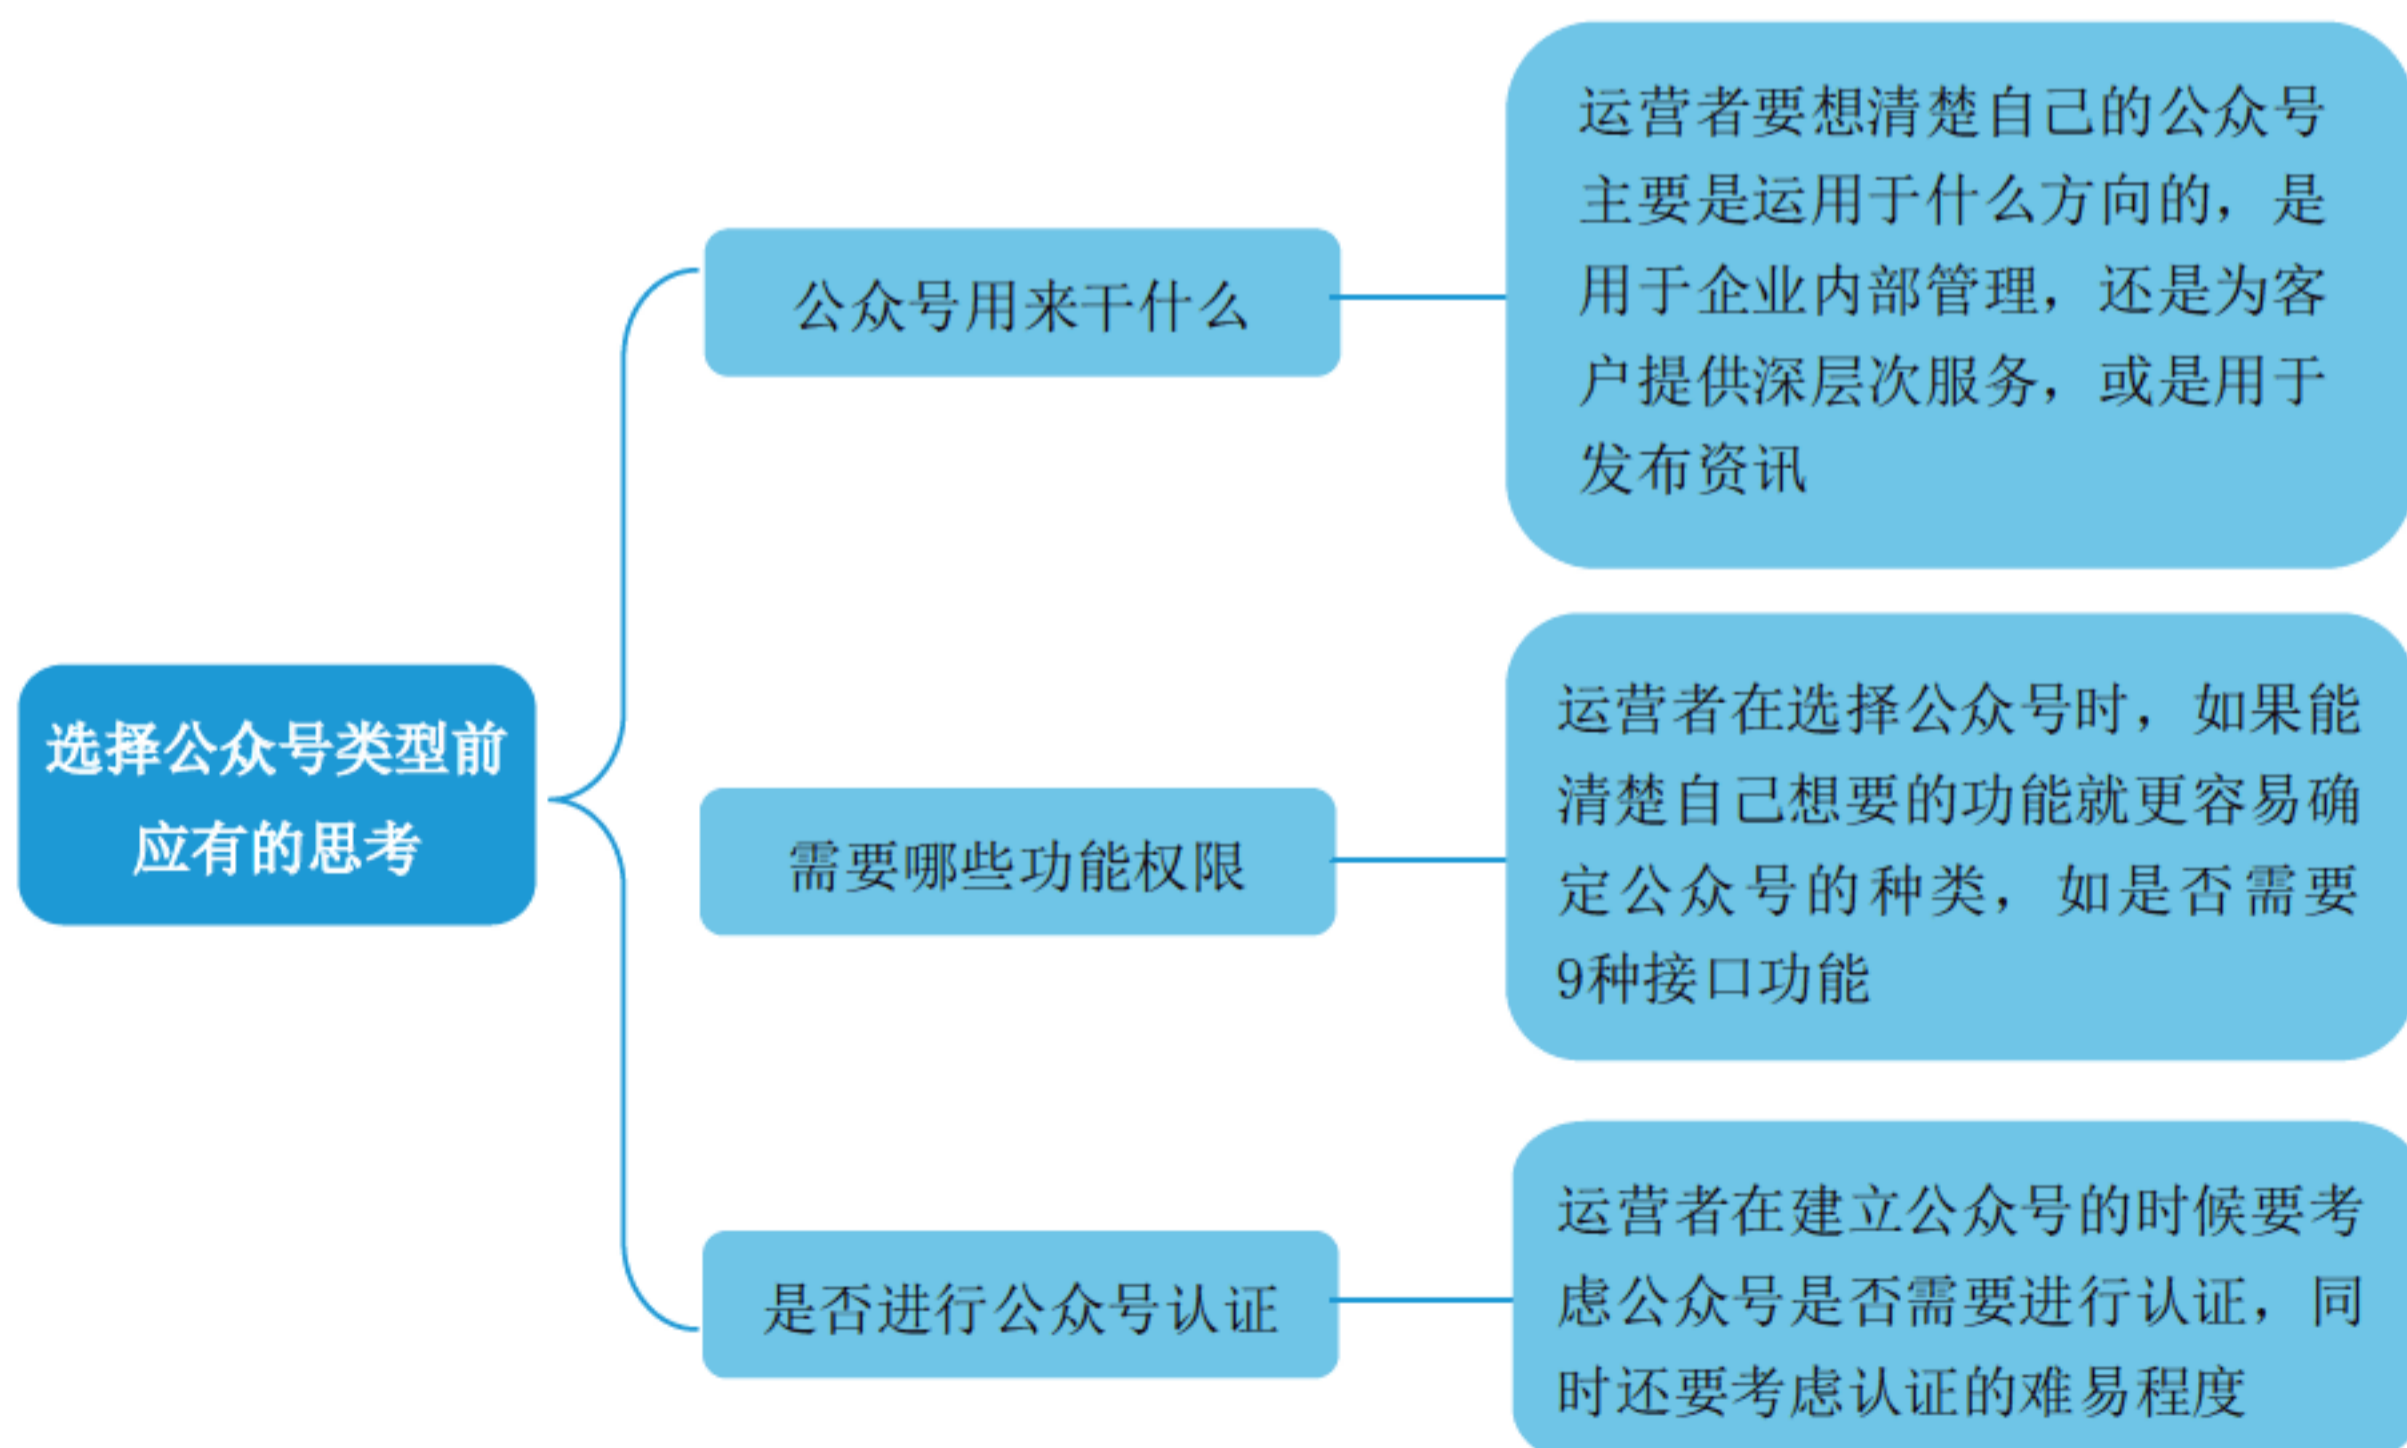 选择公众号类型前
应有的思考
公众号用来干什么
运营者要想清楚自己的公众号
主要是运用于什么方向的，是
用于企业内部管理，还是为客
户提供深层次服务，或是用于
发布资讯
需要哪些功能权限
运营者在选择公众号时，如果能
清楚自己想要的功能就更容易确
定公众号的种类，如是否需要
9种接口功能
是否进行公众号认证
运营者在建立公众号的时候要考
虑公众号是否需要进行认证，同
时还要考虑认证的难易程度